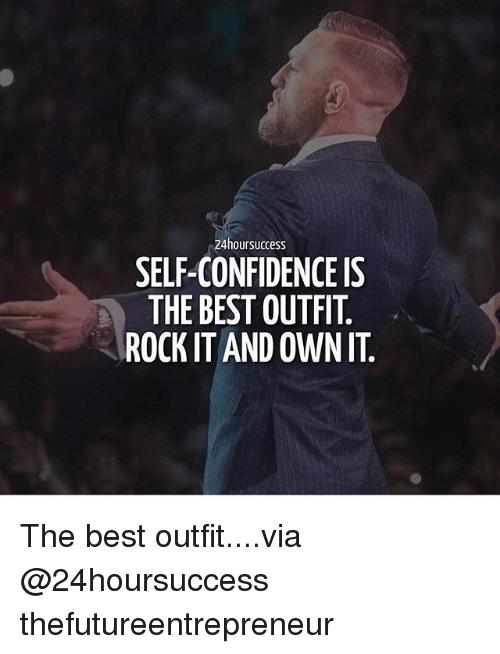 24hoursuccess
SELF-CONFIDENCE IS
THE BEST OUTFIT.
ROCK IT AND OWN IT.
The best outfit....via
@24hoursuccess
thefutureentrepreneur